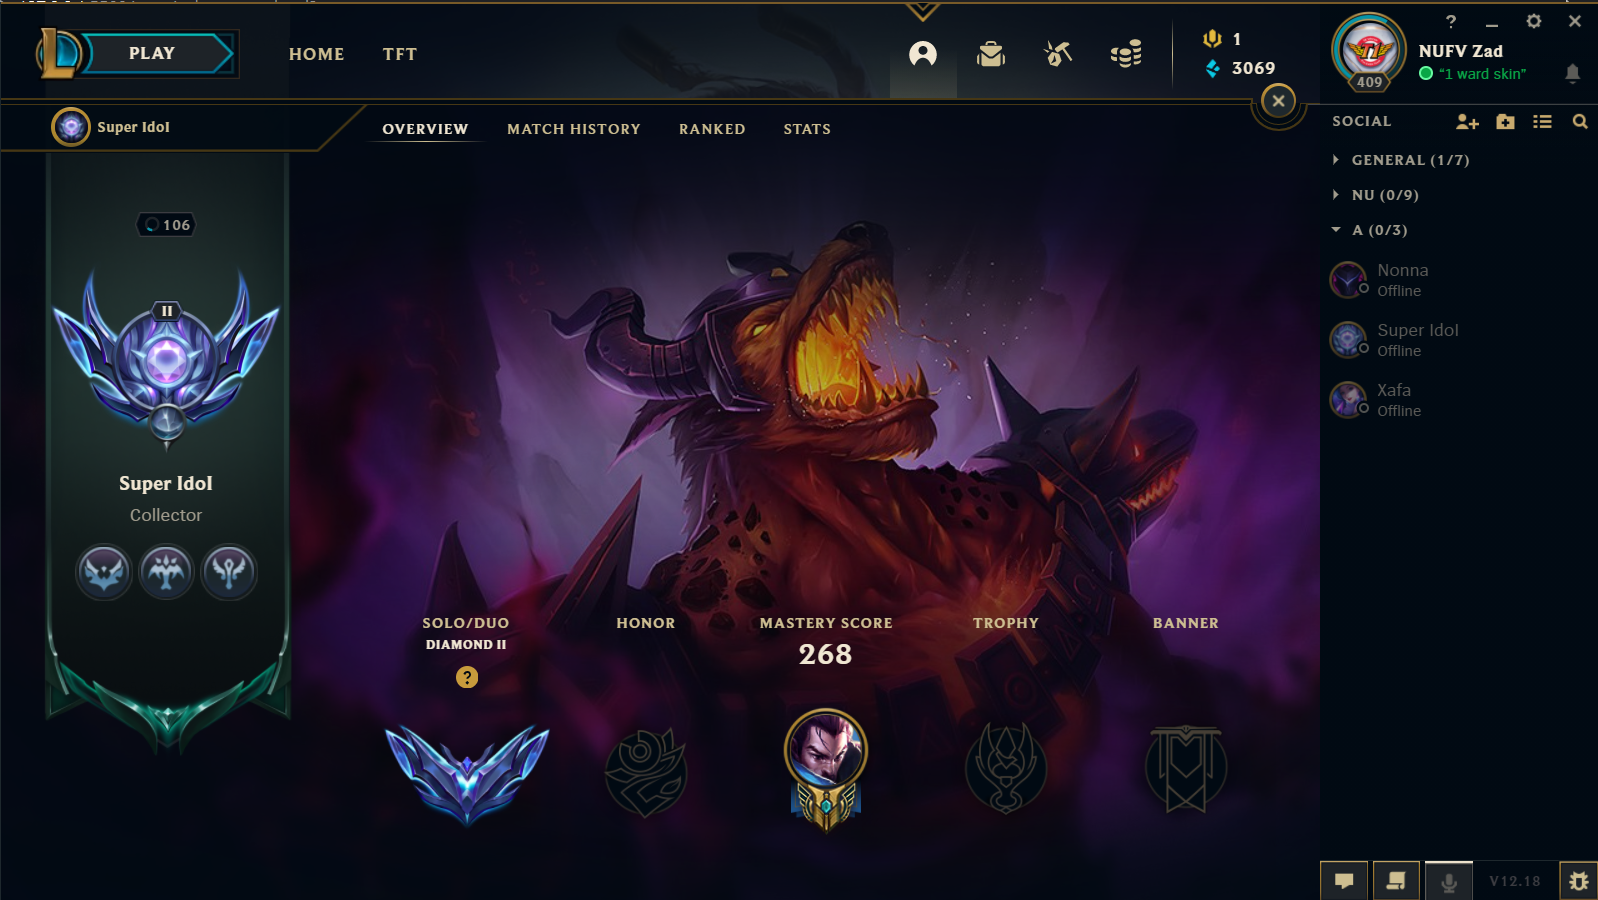 PLAY
HOME
TFT
1
3069
?
NUFV Zad
"1 ward skin"
409
Super Idol
OVERVIEW
MATCH HISTORY
RANKED
STATS
SOCIAL
GENERAL (1/7)
NU (0/9)
A (0/3)
Nonna
Offline
Super Idol
Offline
Xafa
Offline
106
II
Super Idol
Collector
SOLO/DUO
DIAMOND II
?
HONOR
MASTERY SCORE
268
TROPHY
BANNER
V12.18